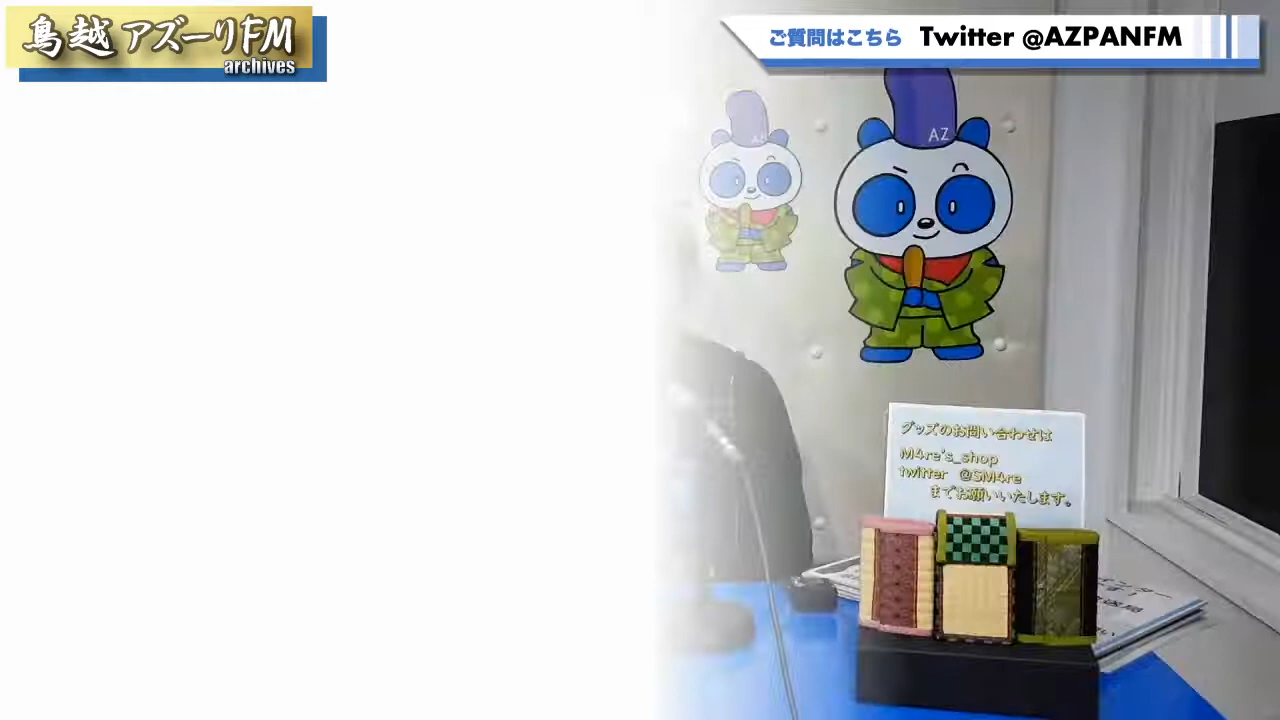 鳥越アズーリFM
archives
ご質問はこちら Twitter @AZPANFM
AZ
AZ
グッズのお問い合わせは
M4re's_shop
twitter @SM4re
までお願いいたします。